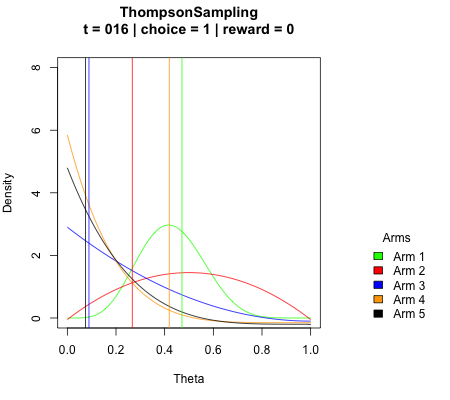 ThompsonSampling
t = 016 | choice = 1 | reward = 0
8
6
4
2
0
Density
0.0 0.2 0.4 0.6 0.8 1.0
Theta
Arms
Arm 1
Arm 2
Arm 3
Arm 4
Arm 5